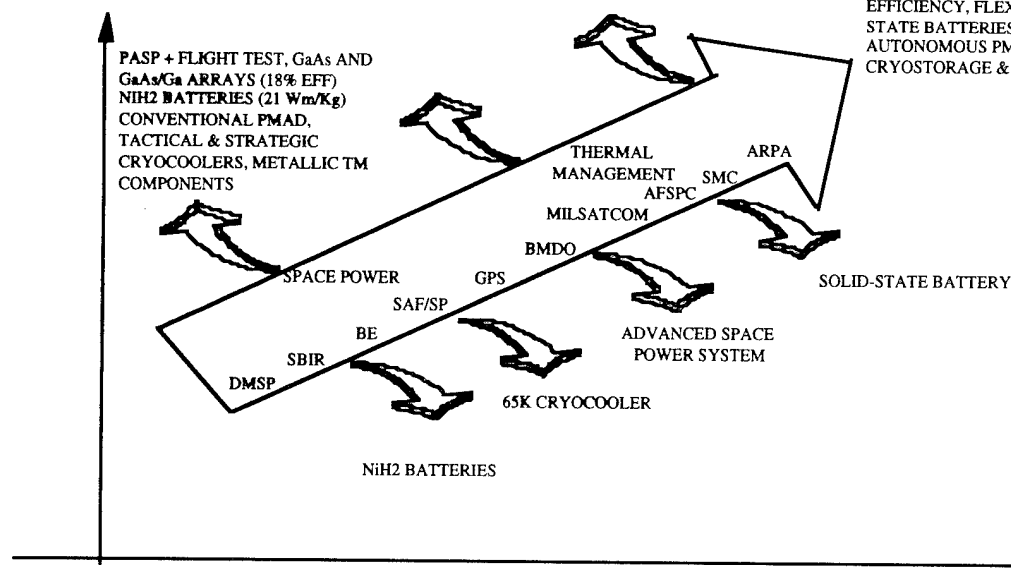 EFFICIENCY, FLEX
STATE BATTERIES
AUTONOMOUS PM
CRYOSTORAGE &
PASP + FLIGHT TEST, GaAs AND
GaAs/Ga ARRAYS (18% EFF)
NIH2 BATTERIES (21 Wm/Kg)
CONVENTIONAL PMAD,
TACTICAL & STRATEGIC
CRYOCOOLERS, METALLIC TM
COMPONENTS
THERMAL
MANAGEMENT
ARPA
SMC
AFSPC
MILSATCOM
BMDO
SPACE POWER
GPS
SAF/SP
BE
SBIR
DMSP
SOLID-STATE BATTERY
ADVANCED SPACE
POWER SYSTEM
65K CRYOCOOLER
NiH2 BATTERIES